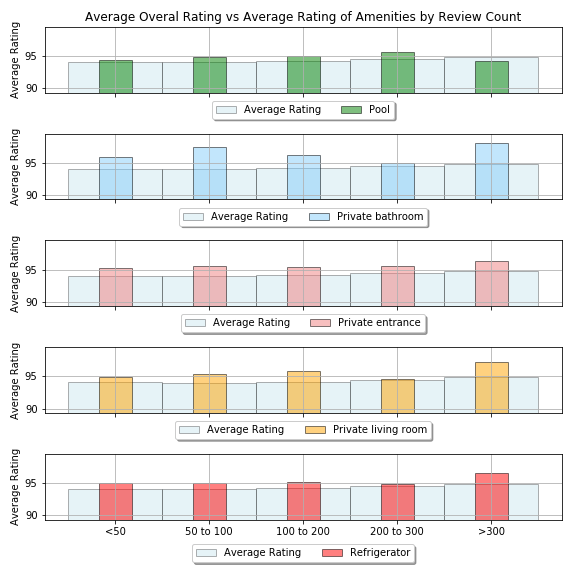 Average Overal Rating vs Average Rating of Amenities by Review Count
Average Rating
95
90
Average Rating Pool
Average Rating
95
90
Average Rating Private bathroom
Average Rating
95
90
Average Rating Private entrance
Average Rating
95
90
Average Rating Private living room
Average Rating
95
90
<50 50 to 100 100 to 200 200 to 300 >300
Average Rating Refrigerator